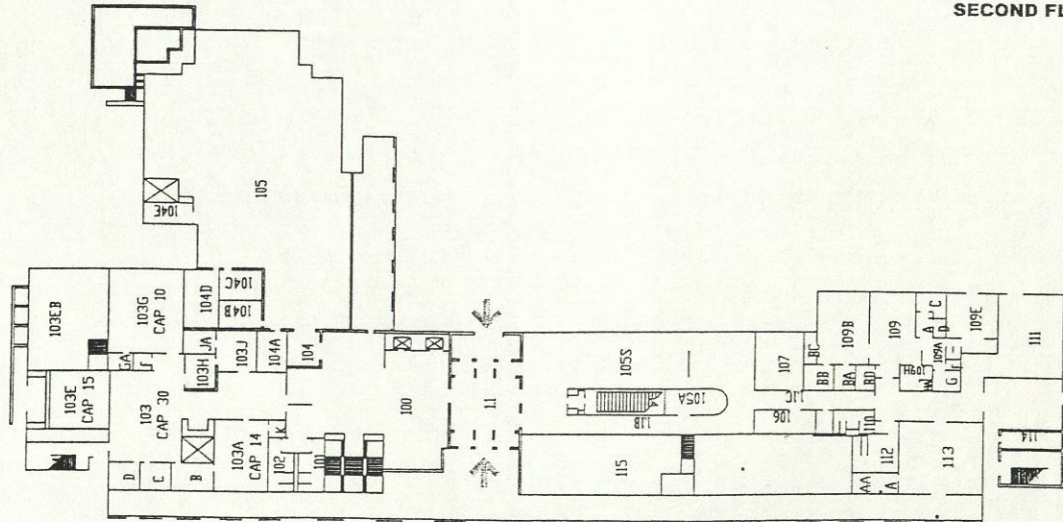 SECOND FL
105
104E
103EB
103G
CAP 10
104D
104C
104B
JA
103H
103J
104A
104
GA
103E
CAP 15
103
CAP 30
103A
CAP 14
D
C
B
K
102
101
100
11
105S
105A
11B
115
107
106
11C
BC
BB
BA
BD
109B
109
A
D
C
109A
109E
109H
G
111
110
112
AA
A
113
114